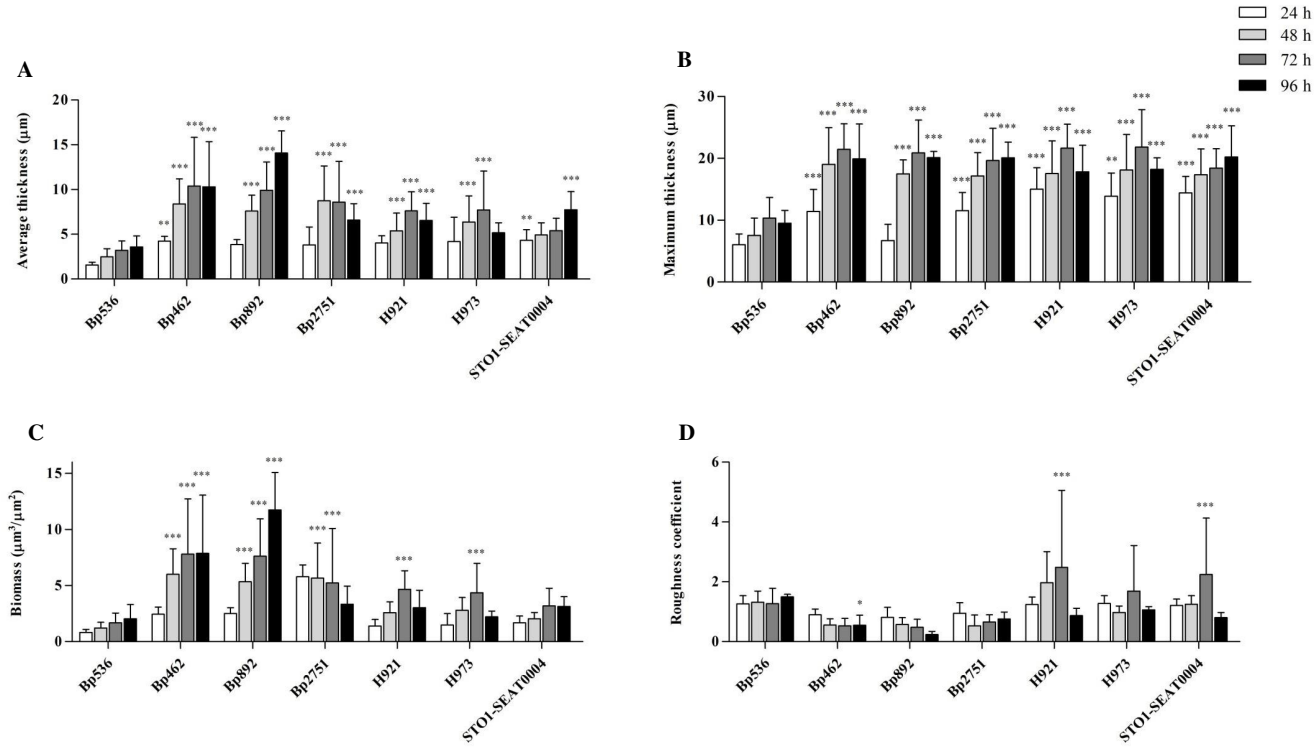 24 h
48 h
72 h
96 h
A
Average thickness (µm)
20
15
10
5
0
** *** *** ***
*** *** ***
*** *** ***
*** *** ***
*** ***
** ***
Bp536
Bp462
Bp892
Bp2751
H921
H973
STO1-SEAT0004
B
Maximum thickness (µm)
30
20
10
0
*** *** *** ***
*** *** ***
*** *** *** ***
*** *** *** ***
** *** *** ***
*** *** *** ***
Bp536
Bp462
Bp892
Bp2751
H921
H973
STO1-SEAT0004
C
Biomass (µm³/µm²)
15
10
5
0
*** *** ***
*** *** ***
*** ***
***
***
Bp536
Bp462
Bp892
Bp2751
H921
H973
STO1-SEAT0004
D
Roughness coefficient
6
4
2
0
*
***
***
Bp536
Bp462
Bp892
Bp2751
H921
H973
STO1-SEAT0004